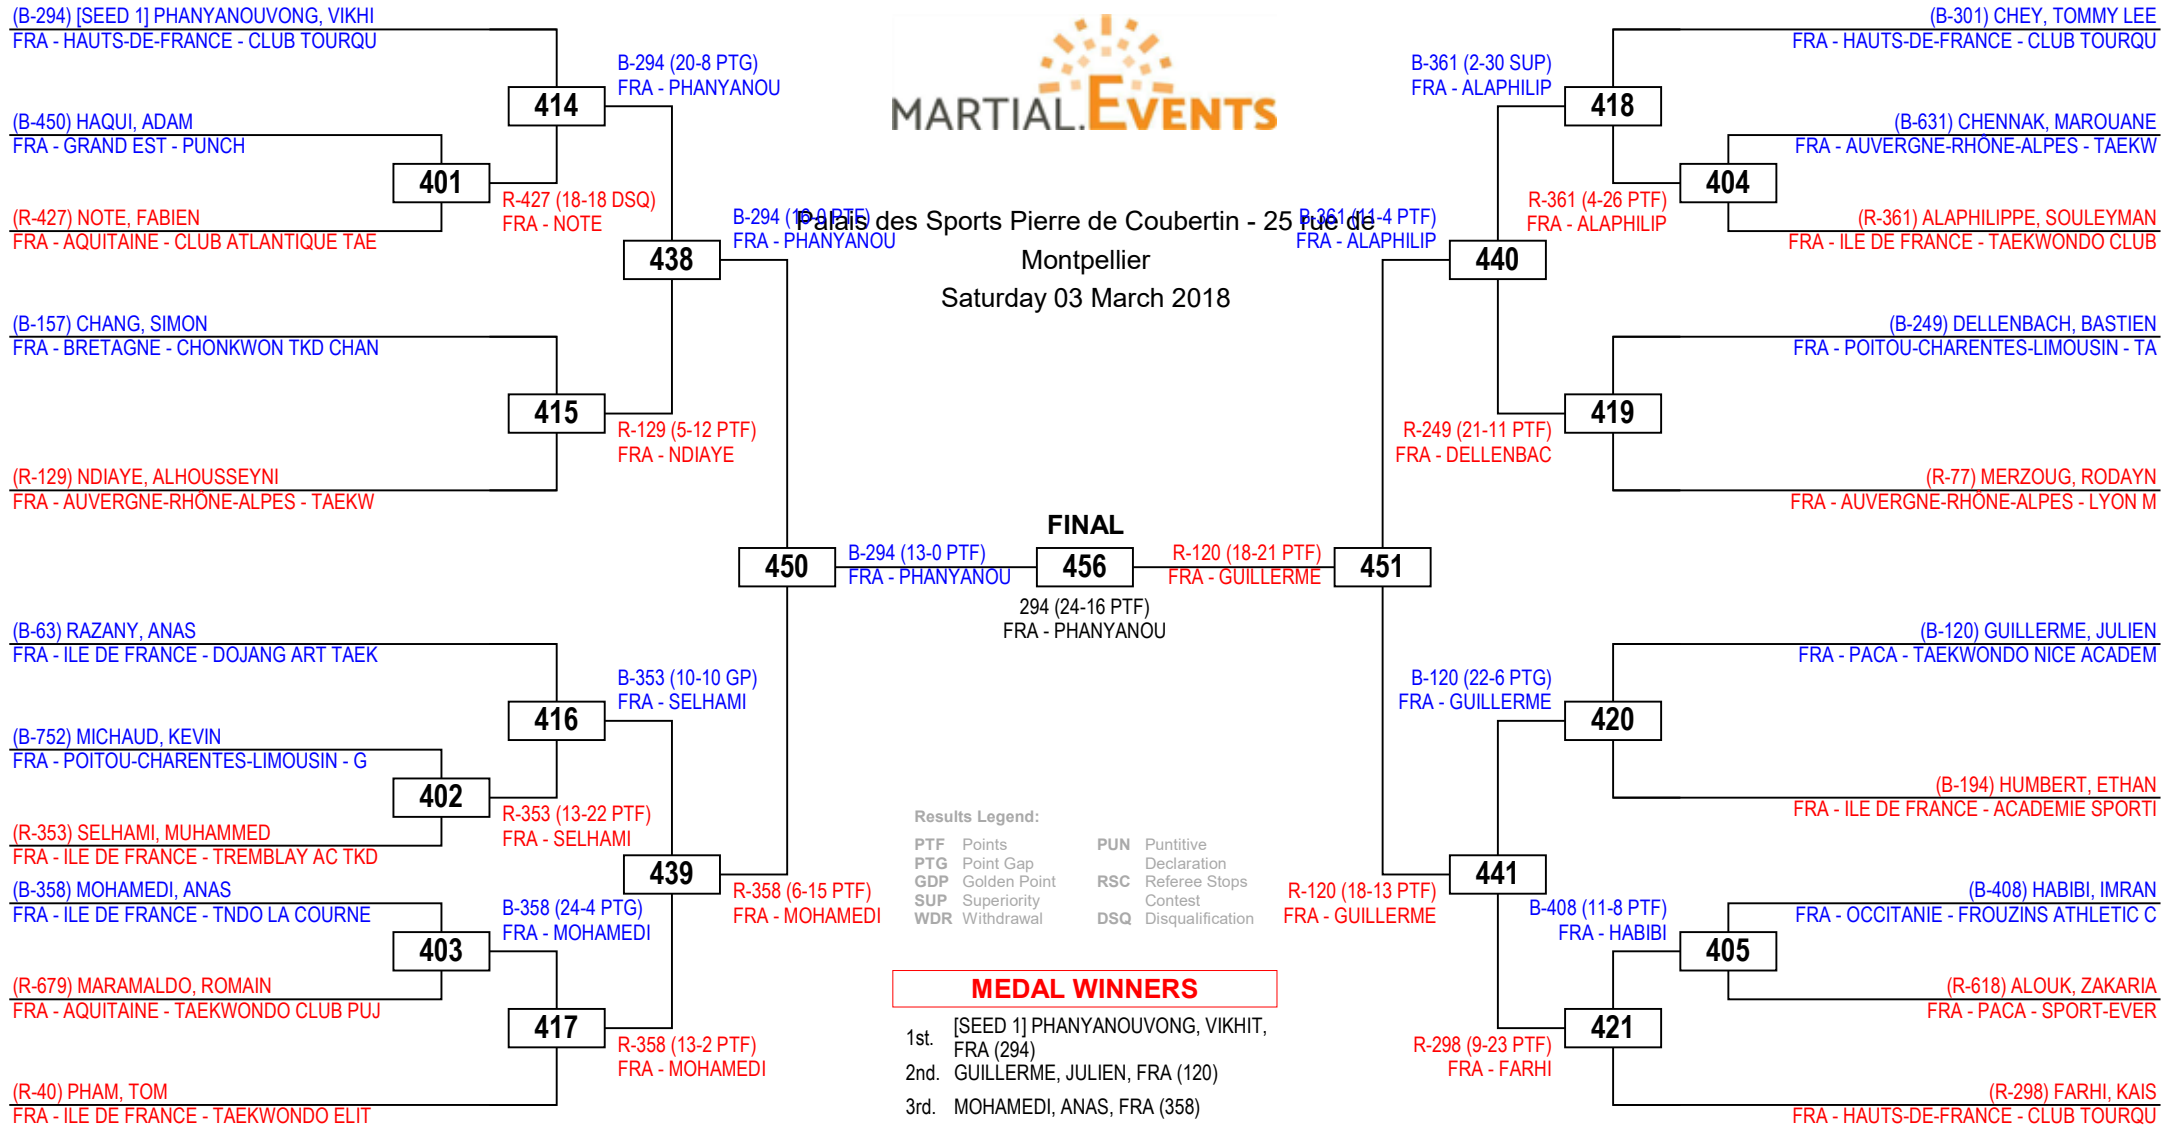 (B-294) [SEED 1] PHANYANOUVONG, VIKHI
FRA - HAUTS-DE-FRANCE - CLUB TOURQU
B-294 (20-8 PTG)
FRA - PHANYANOU
414
(B-450) HAQUI, ADAM
FRA - GRAND EST - PUNCH
401
R-427 (18-18 DSQ)
FRA - NOTE
(R-427) NOTE, FABIEN
FRA - AQUITAINE - CLUB ATLANTIQUE TAE
B-294 (16-0 PTF)
FRA - PHANYANOU
438
(B-157) CHANG, SIMON
FRA - BRETAGNE - CHONKWON TKD CHAN
415
R-129 (5-12 PTF)
FRA - NDIAYE
(R-129) NDIAYE, ALHOUSSEYNI
FRA - AUVERGNE-RHÔNE-ALPES - TAEKW
450
B-294 (13-0 PTF)
FRA - PHANYANOU
(B-63) RAZANY, ANAS
FRA - ILE DE FRANCE - DOJANG ART TAEK
B-353 (10-10 GP)
FRA - SELHAMI
416
(B-752) MICHAUD, KEVIN
FRA - POITOU-CHARENTES-LIMOUSIN - G
402
R-353 (13-22 PTF)
FRA - SELHAMI
(R-353) SELHAMI, MUHAMMED
FRA - ILE DE FRANCE - TREMBLAY AC TKD
439
R-358 (6-15 PTF)
FRA - MOHAMEDI
(B-358) MOHAMEDI, ANAS
FRA - ILE DE FRANCE - TNDO LA COURNE
B-358 (24-4 PTG)
FRA - MOHAMEDI
403
(R-679) MARAMALDO, ROMAIN
FRA - AQUITAINE - TAEKWONDO CLUB PUJ
417
R-358 (13-2 PTF)
FRA - MOHAMEDI
(R-40) PHAM, TOM
FRA - ILE DE FRANCE - TAEKWONDO ELIT
MARTIAL.EVENTS
Palais des Sports Pierre de Coubertin - 25 rue de
Montpellier
Saturday 03 March 2018
FINAL
456
294 (24-16 PTF)
FRA - PHANYANOU
Results Legend:
PTF Points
PTG Point Gap
GDP Golden Point
SUP Superiority
WDR Withdrawal
PUN Puntitive
Declaration
RSC Referee Stops
Contest
DSQ Disqualification
MEDAL WINNERS
1st. [SEED 1] PHANYANOUVONG, VIKHIT,
FRA (294)
2nd. GUILLERME, JULIEN, FRA (120)
3rd. MOHAMEDI, ANAS, FRA (358)
(B-301) CHEY, TOMMY LEE
FRA - HAUTS-DE-FRANCE - CLUB TOURQU
B-361 (2-30 SUP)
FRA - ALAPHILIP
418
(B-631) CHENNAK, MAROUANE
FRA - AUVERGNE-RHÔNE-ALPES - TAEKW
404
R-361 (4-26 PTF)
FRA - ALAPHILIP
(R-361) ALAPHILIPPE, SOULEYMAN
FRA - ILE DE FRANCE - TAEKWONDO CLUB
B-361 (11-4 PTF)
FRA - ALAPHILIP
440
(B-249) DELLENBACH, BASTIEN
FRA - POITOU-CHARENTES-LIMOUSIN - TA
419
R-249 (21-11 PTF)
FRA - DELLENBAC
(R-77) MERZOUG, RODAYN
FRA - AUVERGNE-RHÔNE-ALPES - LYON M
R-120 (18-21 PTF)
FRA - GUILLERME
451
(B-120) GUILLERME, JULIEN
FRA - PACA - TAEKWONDO NICE ACADEM
B-120 (22-6 PTG)
FRA - GUILLERME
420
(B-194) HUMBERT, ETHAN
FRA - ILE DE FRANCE - ACADEMIE SPORTI
441
R-120 (18-13 PTF)
FRA - GUILLERME
(B-408) HABIBI, IMRAN
FRA - OCCITANIE - FROUZINS ATHLETIC C
B-408 (11-8 PTF)
FRA - HABIBI
405
(R-618) ALOUK, ZAKARIA
FRA - PACA - SPORT-EVER
421
R-298 (9-23 PTF)
FRA - FARHI
(R-298) FARHI, KAIS
FRA - HAUTS-DE-FRANCE - CLUB TOURQU